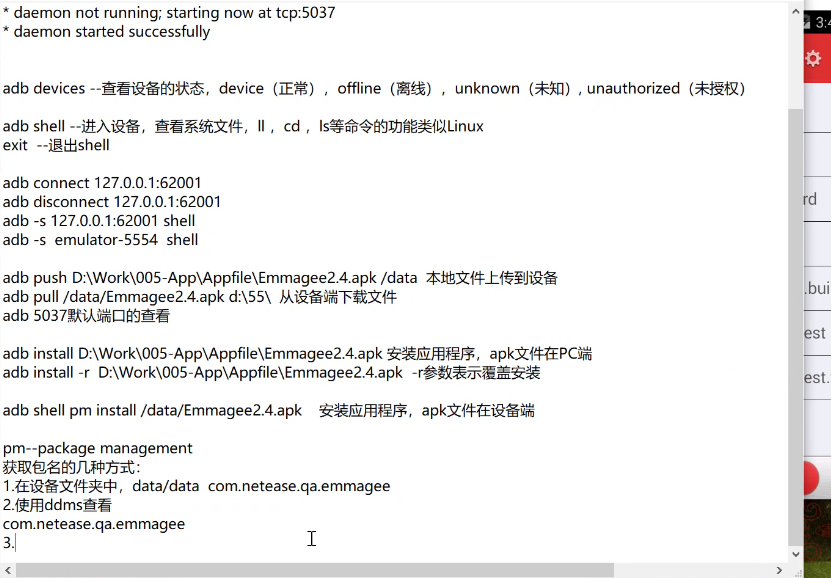 * daemon not running; starting now at tcp:5037
* daemon started successfully
adb devices --查看设备的状态，device（正常），offline（离线），unknown（未知）, unauthorized（未授权）
adb shell --进入设备，查看系统文件，ll ，cd ，ls等命令的功能类似Linux
exit  --退出shell
adb connect 127.0.0.1:62001
adb disconnect 127.0.0.1:62001
adb -s 127.0.0.1:62001 shell
adb -s  emulator-5554  shell
adb push D:\Work\005-App\Appfile\Emmagee2.4.apk /data  本地文件上传到设备
adb pull /data/Emmagee2.4.apk d:\55\  从设备端下载文件
adb 5037默认端口的查看
adb install D:\Work\005-App\Appfile\Emmagee2.4.apk 安装应用程序，apk文件在PC端
adb install -r  D:\Work\005-App\Appfile\Emmagee2.4.apk  -r参数表示覆盖安装
adb shell pm install /data/Emmagee2.4.apk    安装应用程序，apk文件在设备端
pm--package management
获取包名的几种方式：
1.在设备文件夹中，data/data  com.netease.qa.emmagee
2.使用ddms查看
com.netease.qa.emmagee
3.
3:4
rd
.bui
est
est.